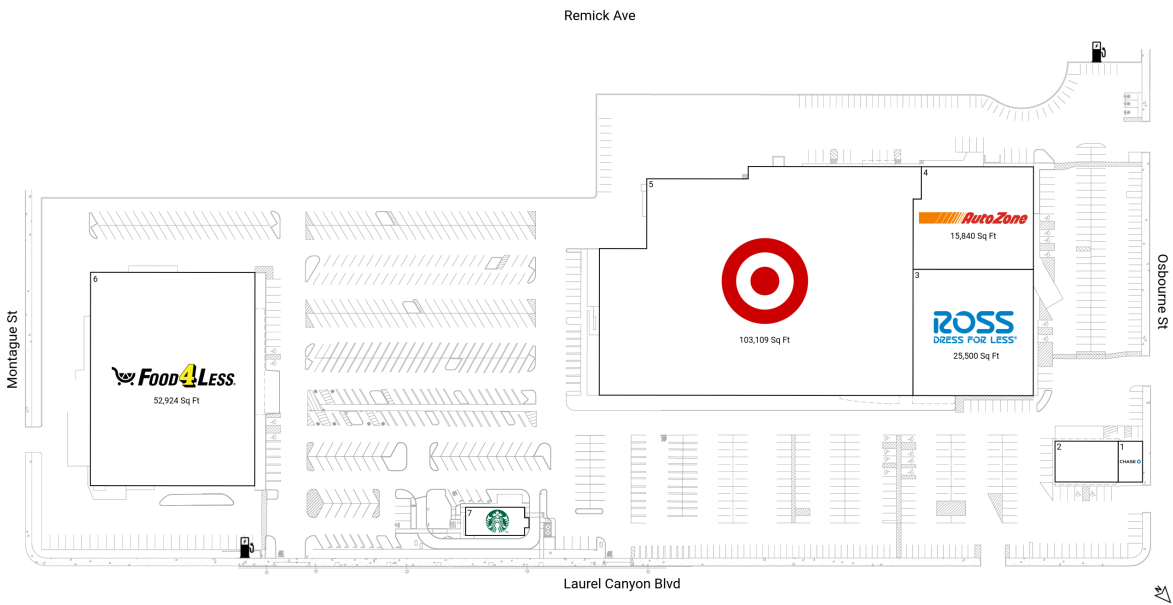 Remick Ave
5
4
AutoZone
15,840 Sq Ft
Osbourne St
6
3
ROSS
DRESS FOR LESS®
103,109 Sq Ft
25,500 Sq Ft
Montague St
FOOD4LESS.
52,924 Sq Ft
2
1
CHASE
7
Laurel Canyon Blvd
N